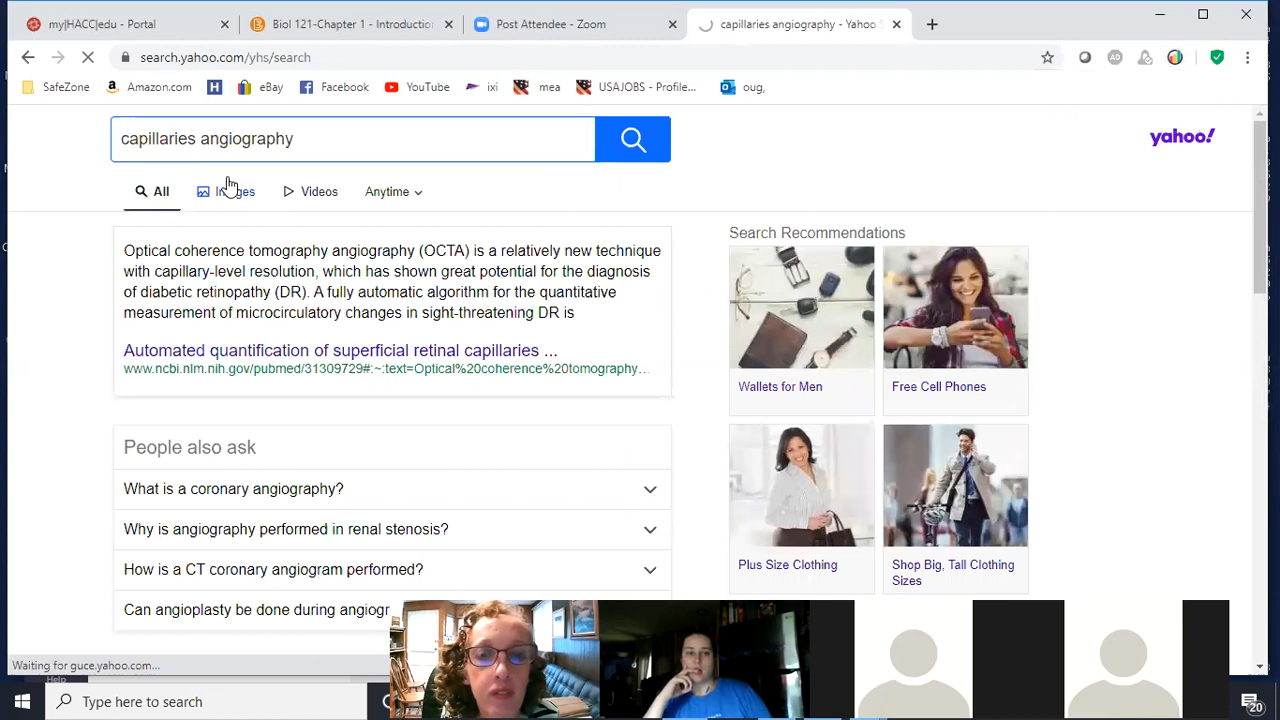 myJHACC|edu - Portal
Biol 121-Chapter 1 - Introduction
Post Attendee - Zoom
capillaries angiography - Yahoo S
search.yahoo.com/yhs/search
SafeZone
Amazon.com
eBay
Facebook
YouTube
ixi
mea
USAJOBS - Profile...
oug,
capillaries angiography
yahoo!
All
Images
Videos
Anytime
Optical coherence tomography angiography (OCTA) is a relatively new technique
with capillary-level resolution, which has shown great potential for the diagnosis
of diabetic retinopathy (DR). A fully automatic algorithm for the quantitative
measurement of microcirculatory changes in sight-threatening DR is
Automated quantification of superficial retinal capillaries ...
www.ncbi.nlm.nih.gov/pubmed/31309729#:~:text=Optical%20coherence%20tomography...
Search Recommendations
Wallets for Men
Free Cell Phones
Plus Size Clothing
Shop Big, Tall Clothing
Sizes
People also ask
What is a coronary angiography?
Why is angiography performed in renal stenosis?
How is a CT coronary angiogram performed?
Can angioplasty be done during angiogr
Waiting for guce.yahoo.com...
Help
Type here to search
20